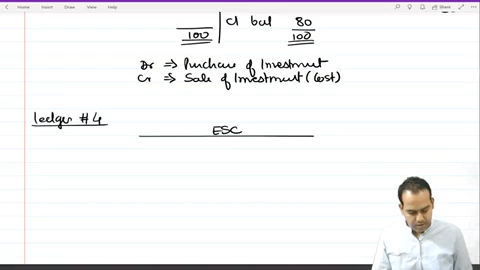 Home Insert Draw View
Share
cl bal 80
100 100
Dr ⇒ Purchase of Investment
Cr ⇒ Sale of Investment (Cost)
ledger #4
ESC